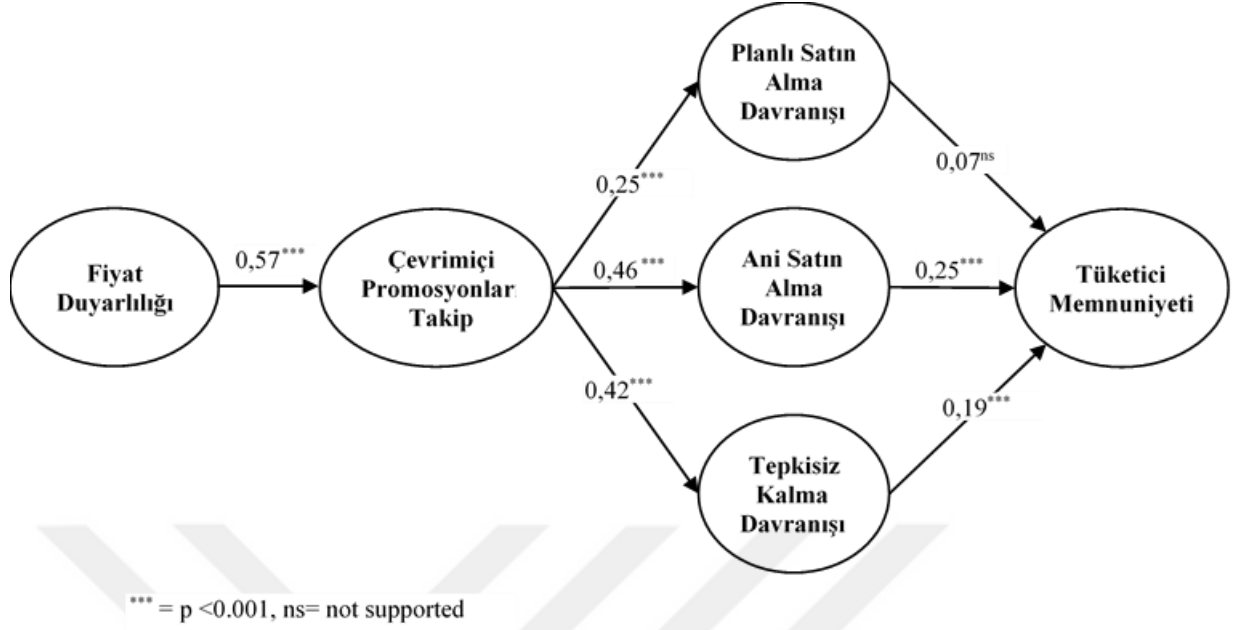 Planlı Satın
Alma
Davranışı
0,07ns
0,25***
Fiyat
Duyarlılığı
0,57***
Çevrimiçi
Promosyonlar
Takip
0,46 ***
Ani Satın
Alma
Davranışı
0,25***
Tüketici
Memnuniyeti
0,42***
0,19***
Tepkisiz
Kalma
Davranışı
*** = p <0.001, ns= not supported